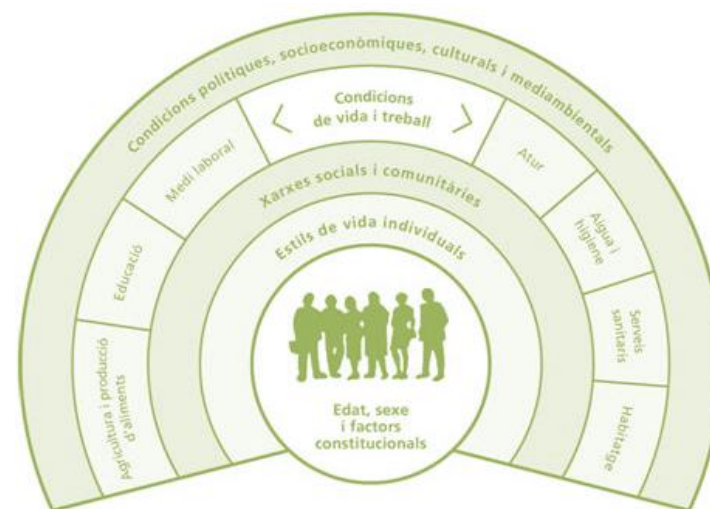 Condicions polítiques, socioeconòmiques, culturals i mediambientals
Condicions
de vida i treball
Agricultura i producció
d'aliments
Educació
Medi laboral
Atur
Aigua i
higiene
Serveis
sanitaris
Habitatge
Xarxes socials i comunitàries
Estils de vida individuals
Edat, sexe
i factors
constitucionals